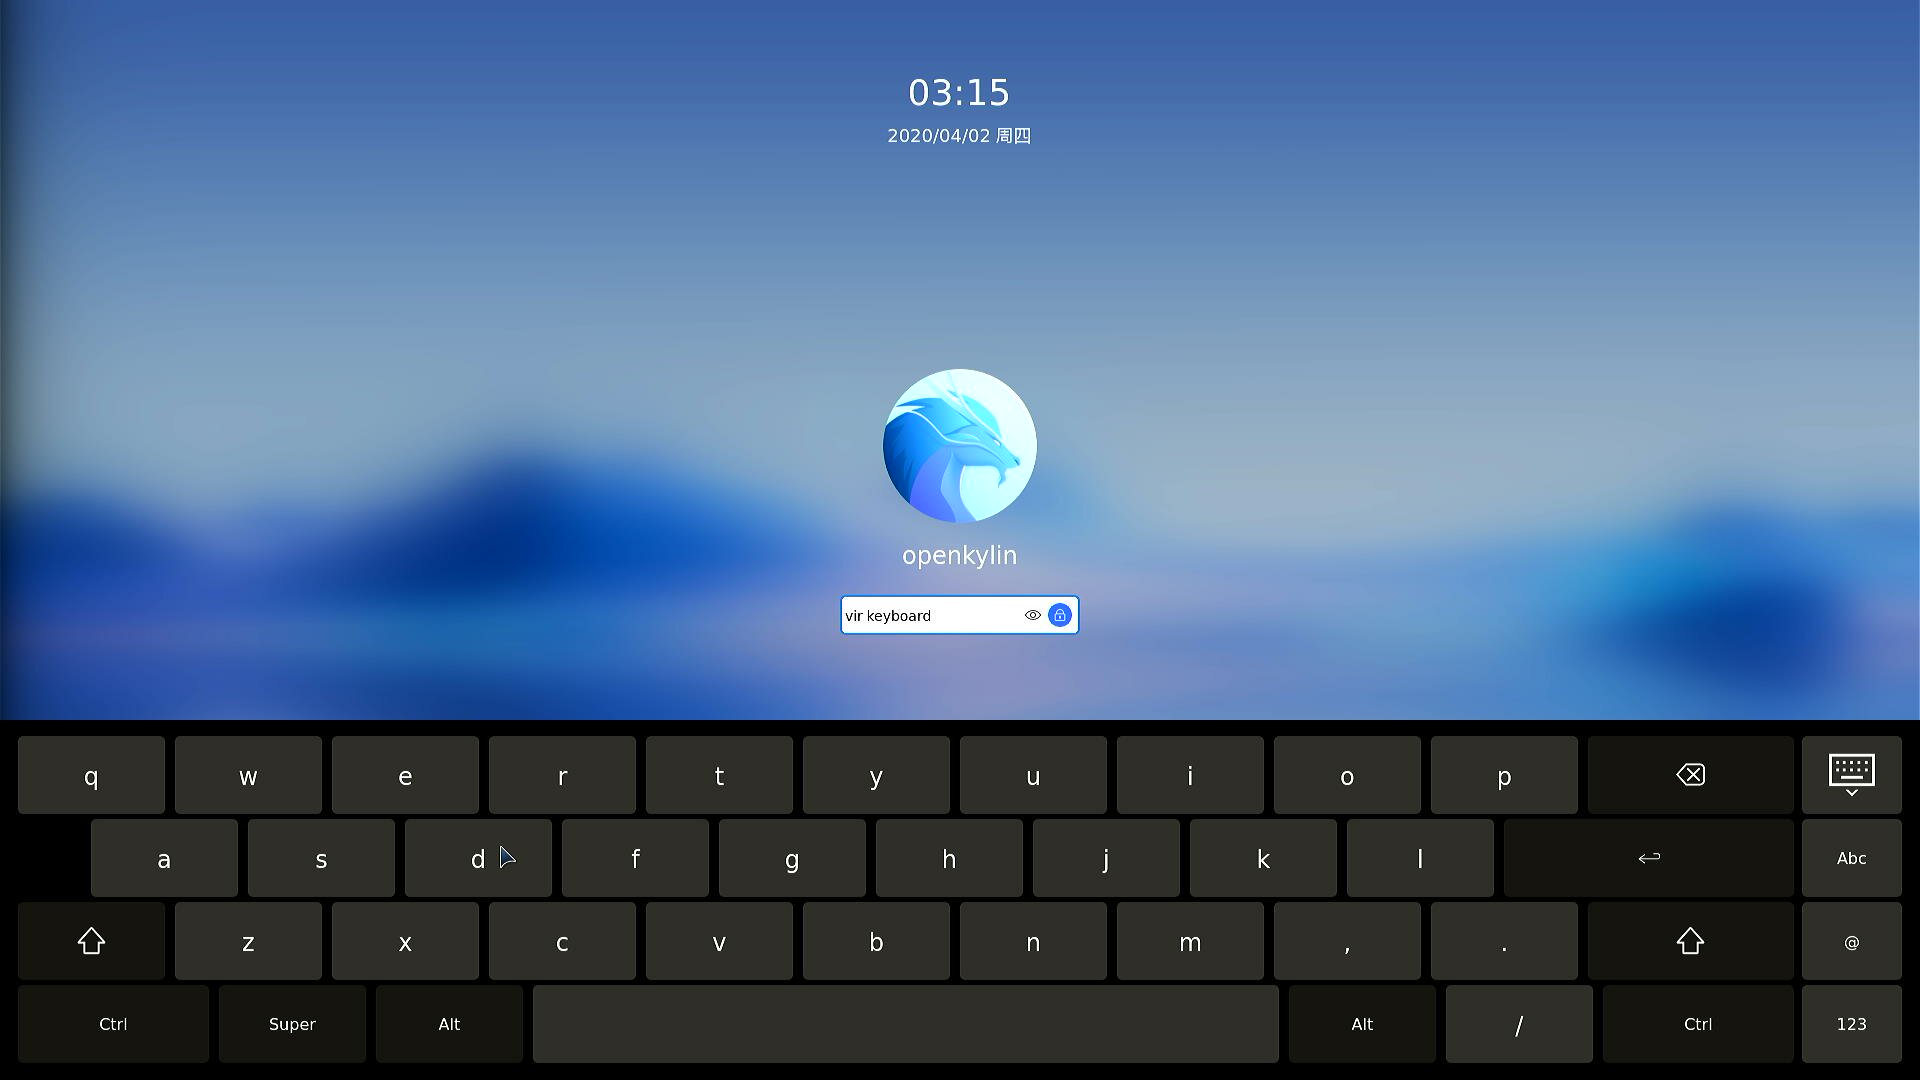 03:15
2020/04/02 周四
openkylin
vir keyboard
q w e r t y u i o p
a s d f g h j k l Abc
z x c v b n m , . @
Ctrl Super Alt Alt / Ctrl 123